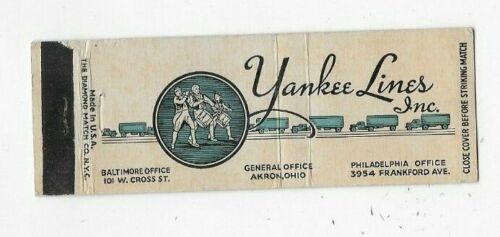 Yankee Lines
Inc.
BALTIMORE OFFICE
101 W. CROSS ST.
GENERAL OFFICE
AKRON, OHIO
PHILADELPHIA OFFICE
3954 FRANKFORD AVE.
CLOSE COVER BEFORE STRIKING MATCH
Made in U.S.A.
THE DIAMOND MATCH CO. N.Y.C.